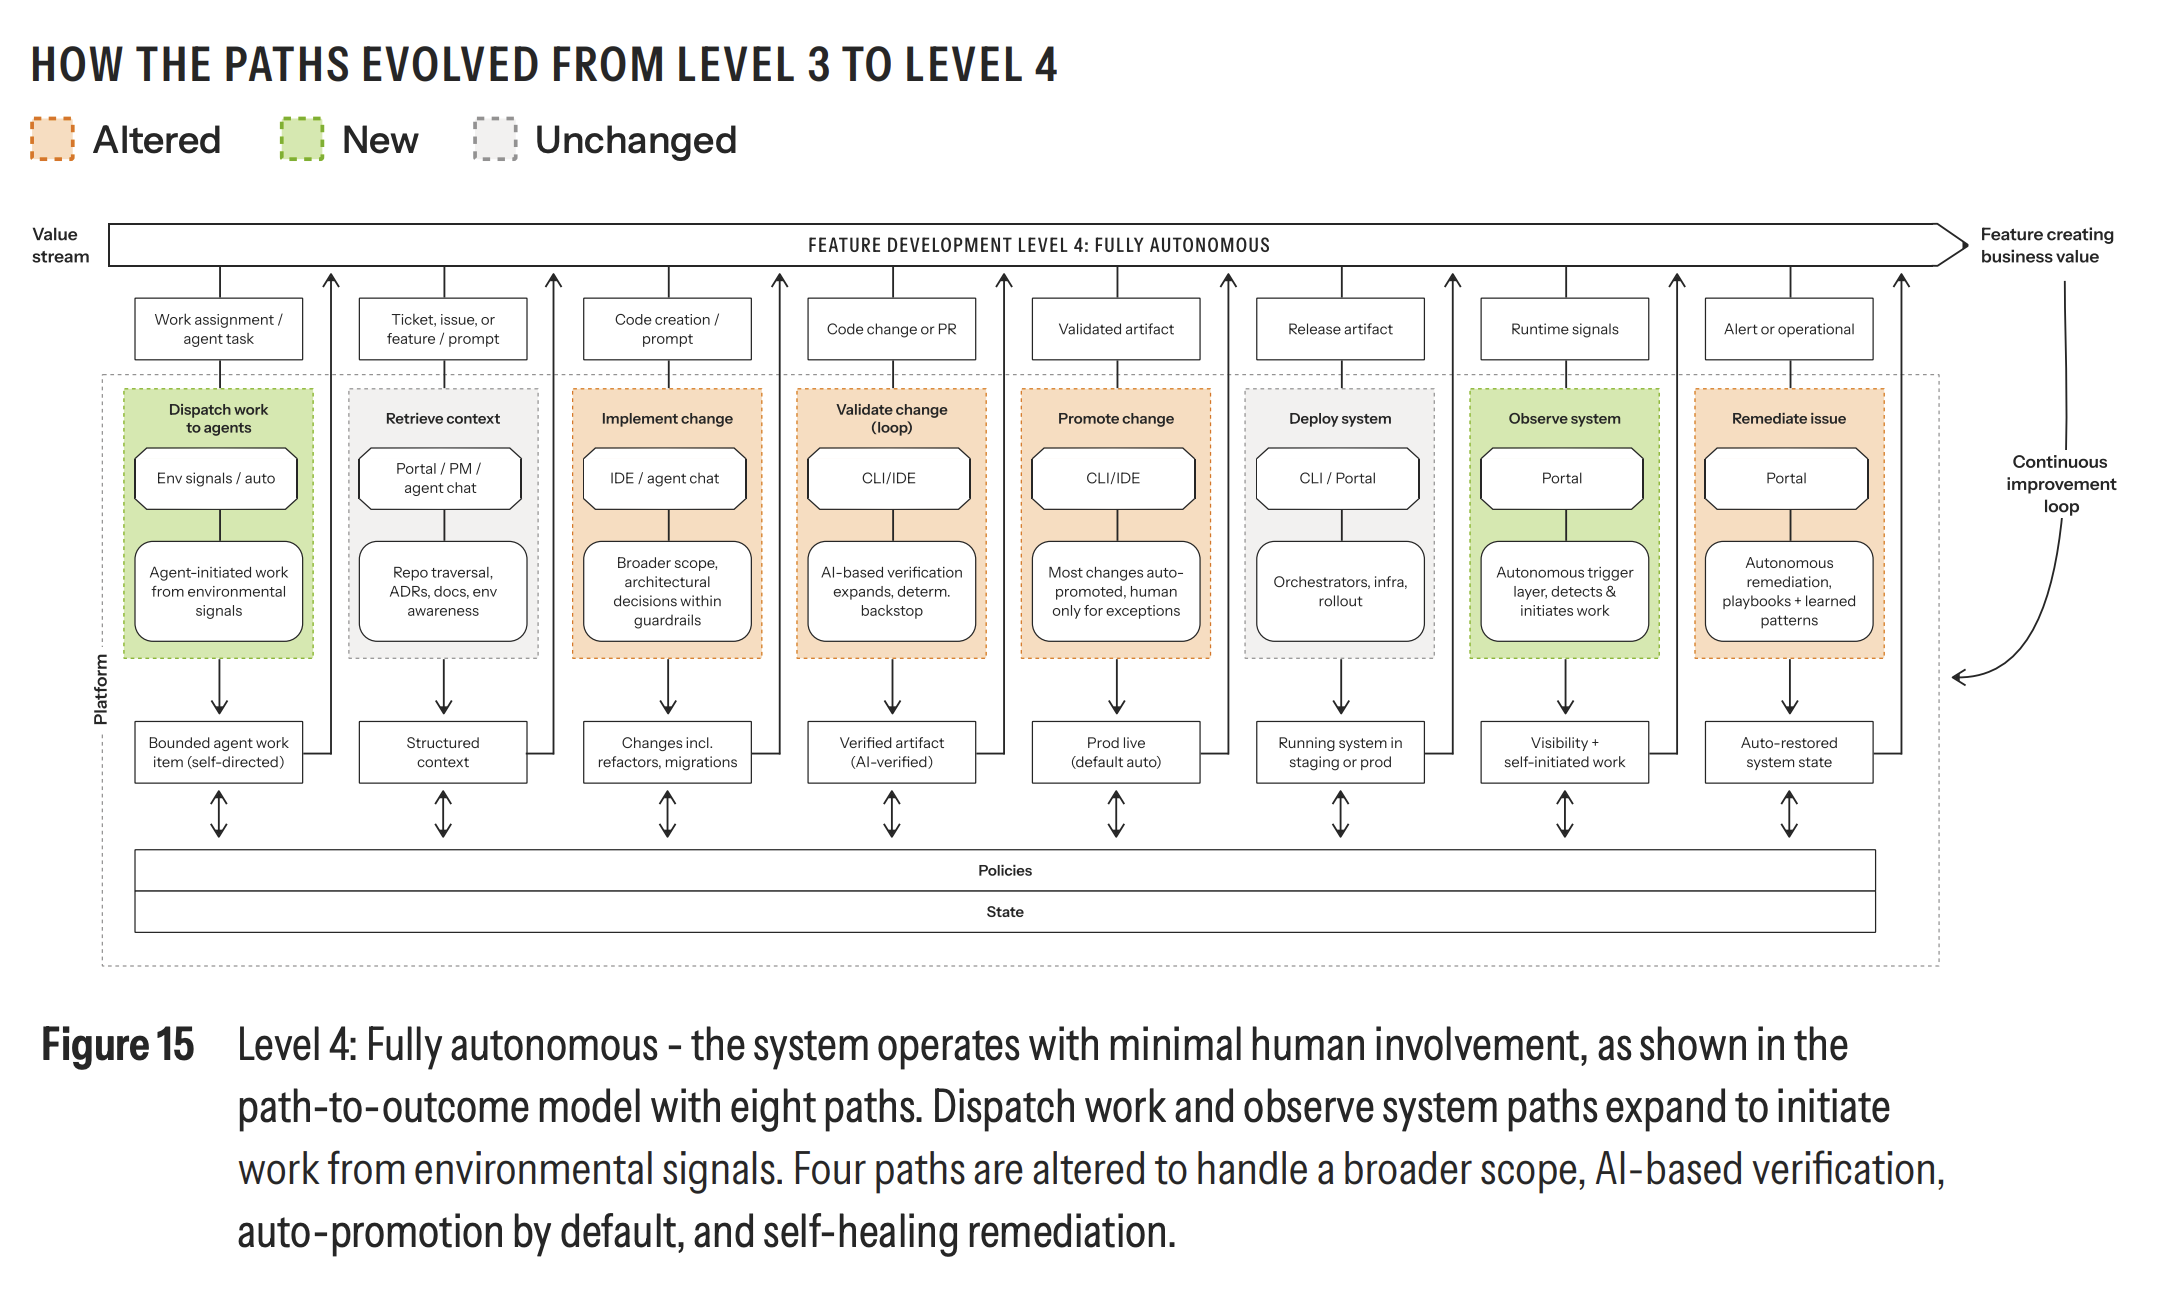 HOW THE PATHS EVOLVED FROM LEVEL 3 TO LEVEL 4
Altered
New
Unchanged
Value
stream
FEATURE DEVELOPMENT LEVEL 4: FULLY AUTONOMOUS
Feature creating
business value
Work assignment /
agent task
Ticket, issue, or
feature / prompt
Code creation /
prompt
Code change or PR
Validated artifact
Release artifact
Runtime signals
Alert or operational
Dispatch work
to agents
Env signals / auto
Agent-initiated work
from environmental
signals
Retrieve context
Portal / PM /
agent chat
Repo traversal,
ADRs, docs, env
awareness
Implement change
IDE / agent chat
Broader scope,
architectural
decisions within
guardrails
Validate change
(loop)
CLI/IDE
AI-based verification
expands, determ.
backstop
Promote change
CLI/IDE
Most changes auto-
promoted, human
only for exceptions
Deploy system
CLI / Portal
Orchestrators, infra,
rollout
Observe system
Portal
Autonomous trigger
layer, detects &
initiates work
Remediate issue
Portal
Autonomous
remediation,
playbooks + learned
patterns
Continuous
improvement
loop
Platform
Bounded agent work
item (self-directed)
Structured
context
Changes incl.
refactors, migrations
Verified artifact
(AI-verified)
Prod live
(default auto)
Running system in
staging or prod
Visibility +
self-initiated work
Auto-restored
system state
Policies
State
Figure 15
Level 4: Fully autonomous - the system operates with minimal human involvement, as shown in the
path-to-outcome model with eight paths. Dispatch work and observe system paths expand to initiate
work from environmental signals. Four paths are altered to handle a broader scope, AI-based verification,
auto-promotion by default, and self-healing remediation.